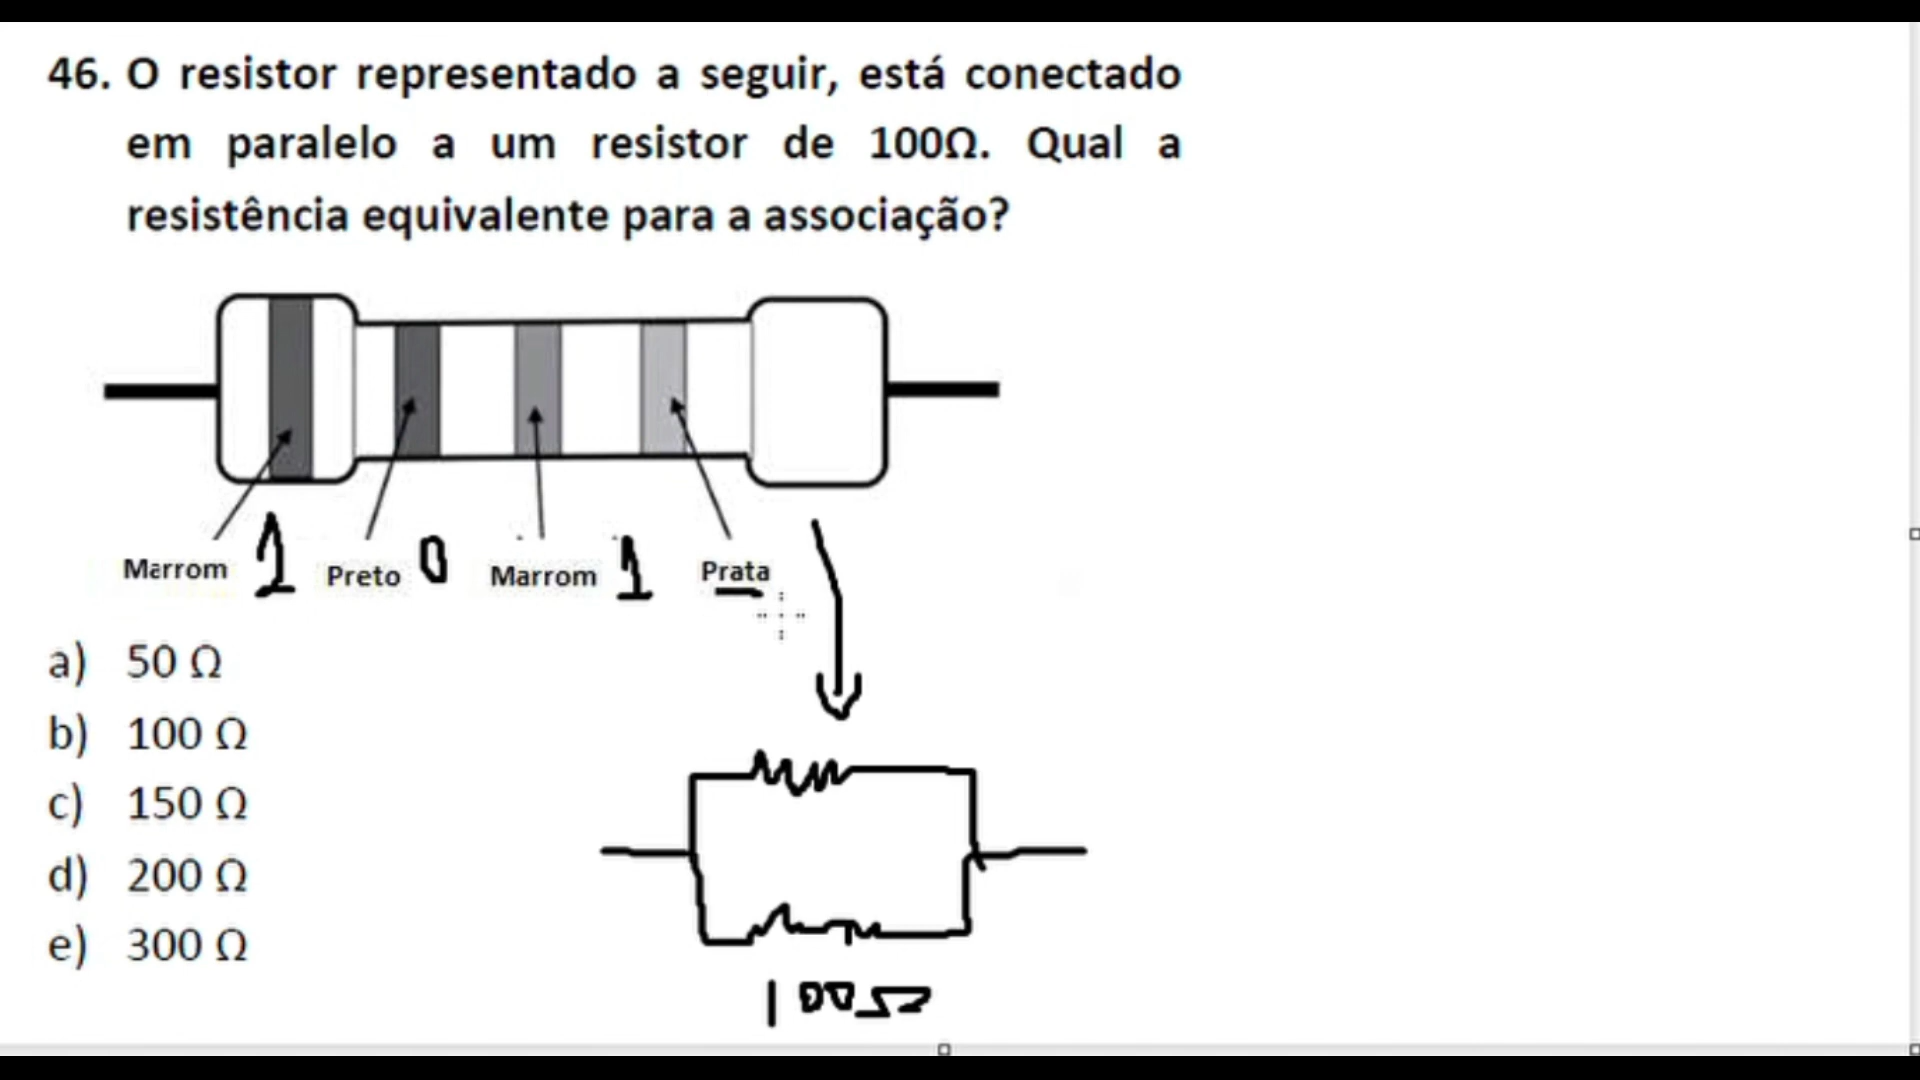 46. O resistor representado a seguir, está conectado
em paralelo a um resistor de 100Ω. Qual a
resistência equivalente para a associação?
Marrom 1 Preto 0 Marrom 1 Prata
a) 50 Ω
b) 100 Ω
c) 150 Ω
d) 200 Ω
e) 300 Ω
100Ω